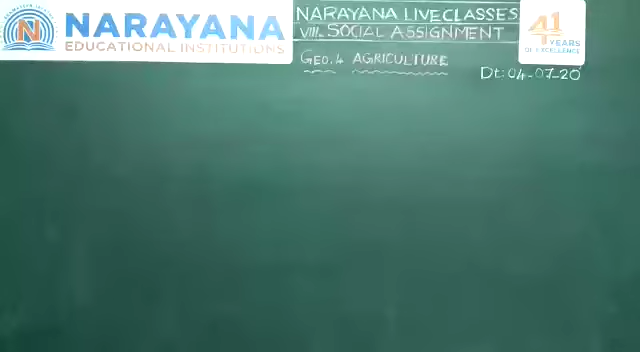 NARAYANA
EDUCATIONAL INSTITUTIONS
N
NARAYANA LIVECLASSES
VIII. SOCIAL ASSIGNMENT
GEO.4 AGRICULTURE
41
YEARS
OF EXCELLENCE
Dt: 04-07-20